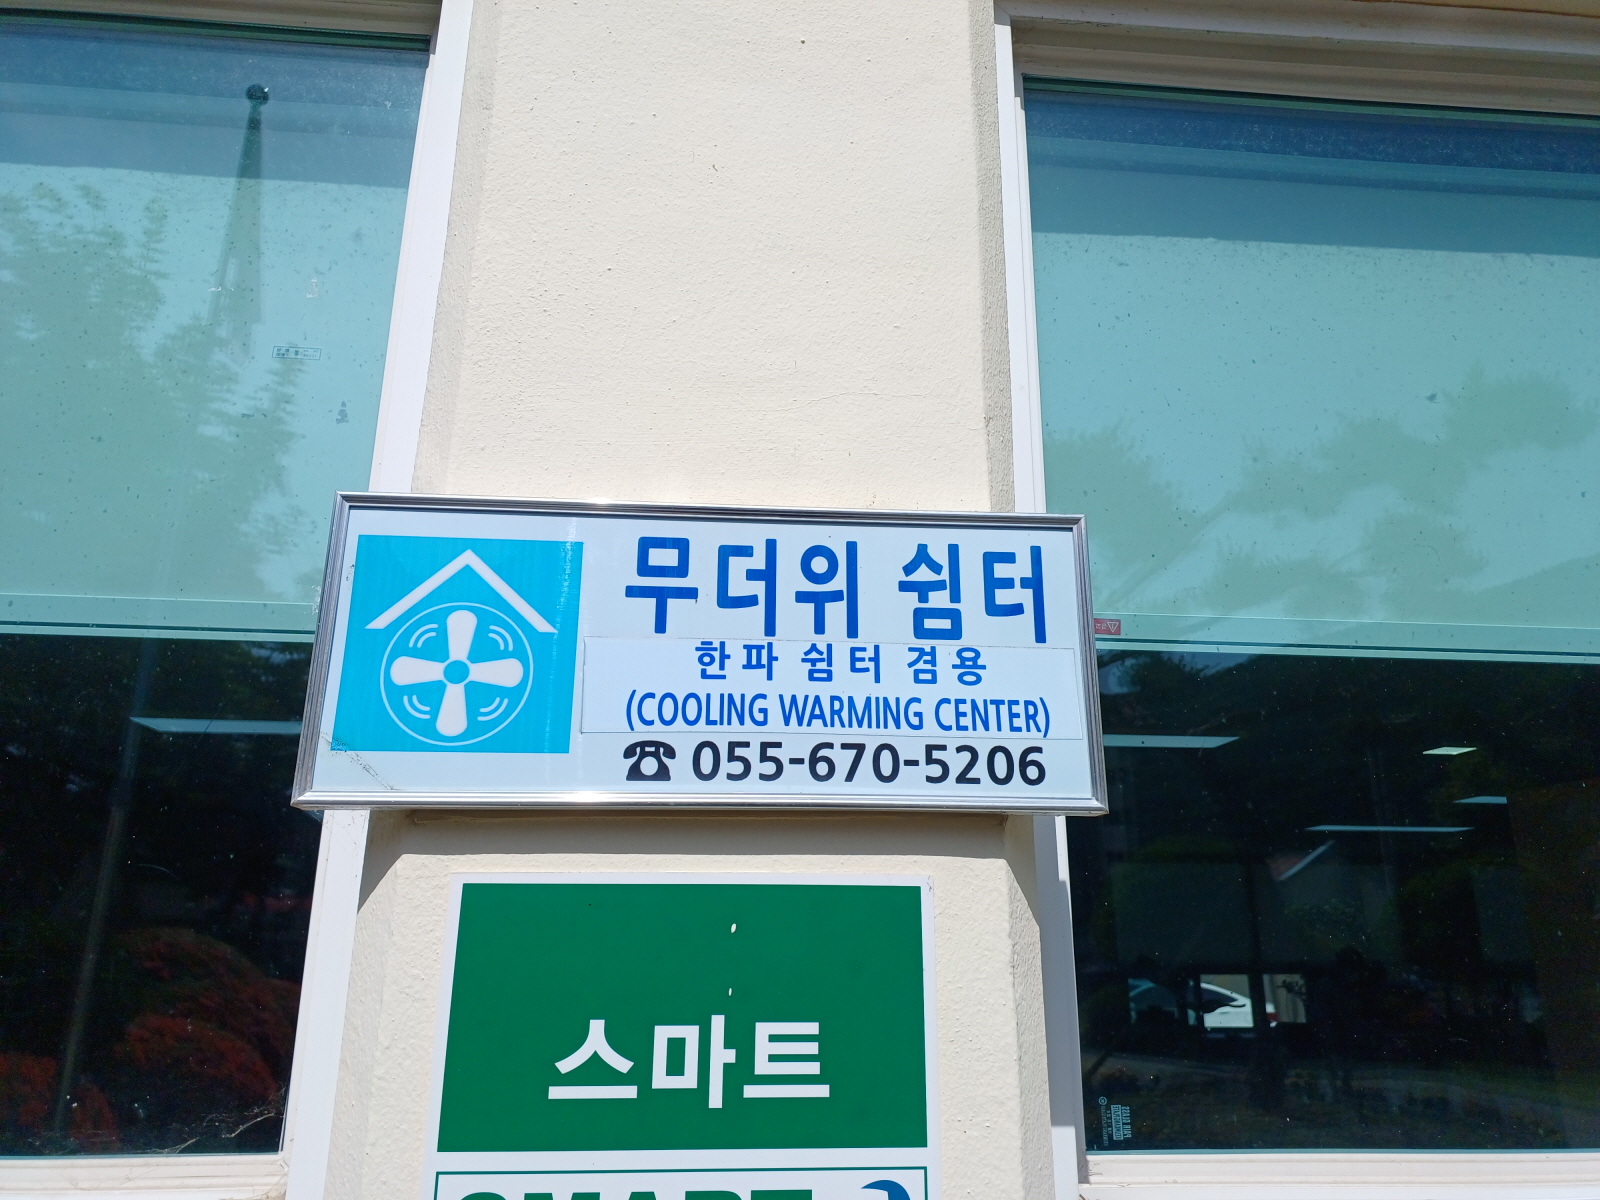 무더위 쉼터
한파 쉼터 겸용
(COOLING WARMING CENTER)
☎ 055-670-5206
스마트
SMART